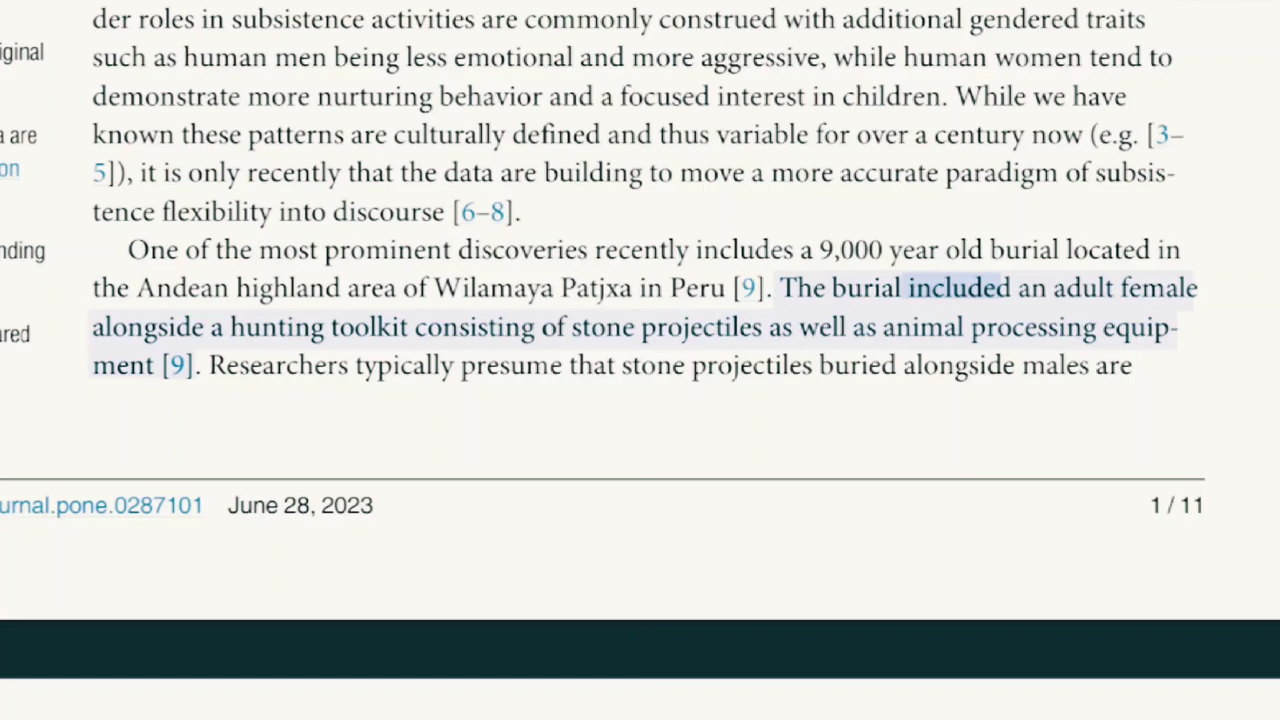 der roles in subsistence activities are commonly construed with additional gendered traits
such as human men being less emotional and more aggressive, while human women tend to
demonstrate more nurturing behavior and a focused interest in children. While we have
known these patterns are culturally defined and thus variable for over a century now (e.g. [3–
5]), it is only recently that the data are building to move a more accurate paradigm of subsis-
tence flexibility into discourse [6–8].
One of the most prominent discoveries recently includes a 9,000 year old burial located in
the Andean highland area of Wilamaya Patjxa in Peru [9]. The burial included an adult female
alongside a hunting toolkit consisting of stone projectiles as well as animal processing equip-
ment [9]. Researchers typically presume that stone projectiles buried alongside males are
iginal
a are
on
nding
ared
urnal.pone.0287101 June 28, 2023 1 / 11